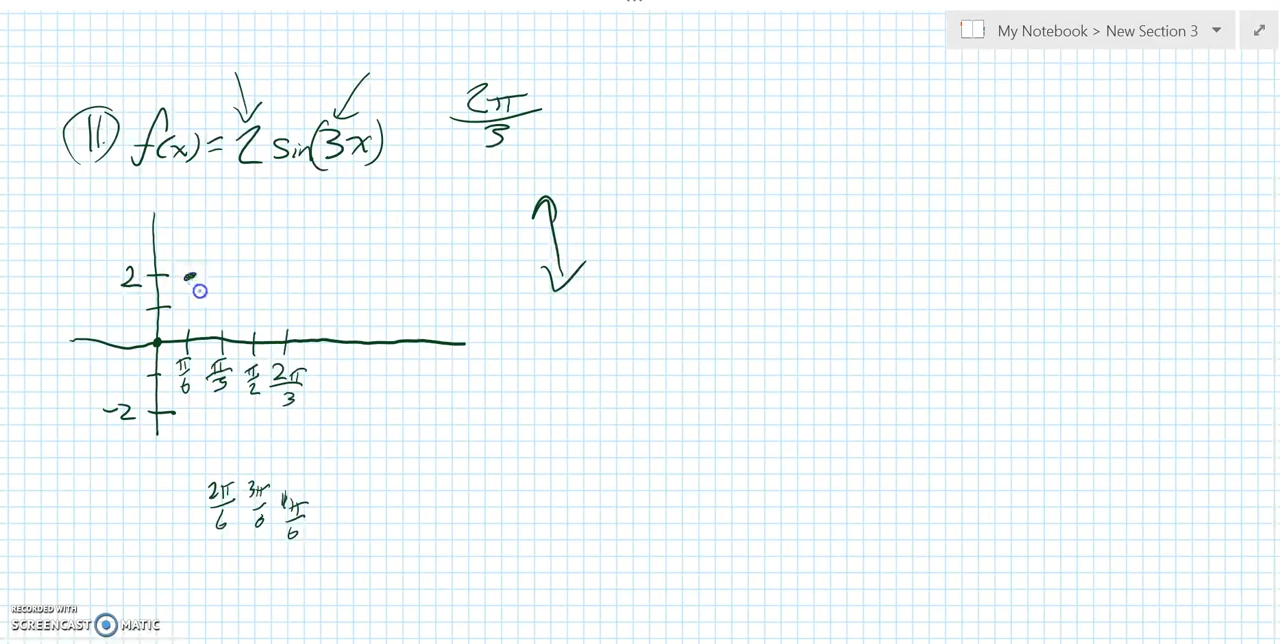 My Notebook > New Section 3
11. f(x) = 2 sin(3x)
2π/3
2
π/6 π/3 π/2 2π/3
-2
2π/6 3π/6 4π/6
RECORDED WITH
SCREENCAST MATIC